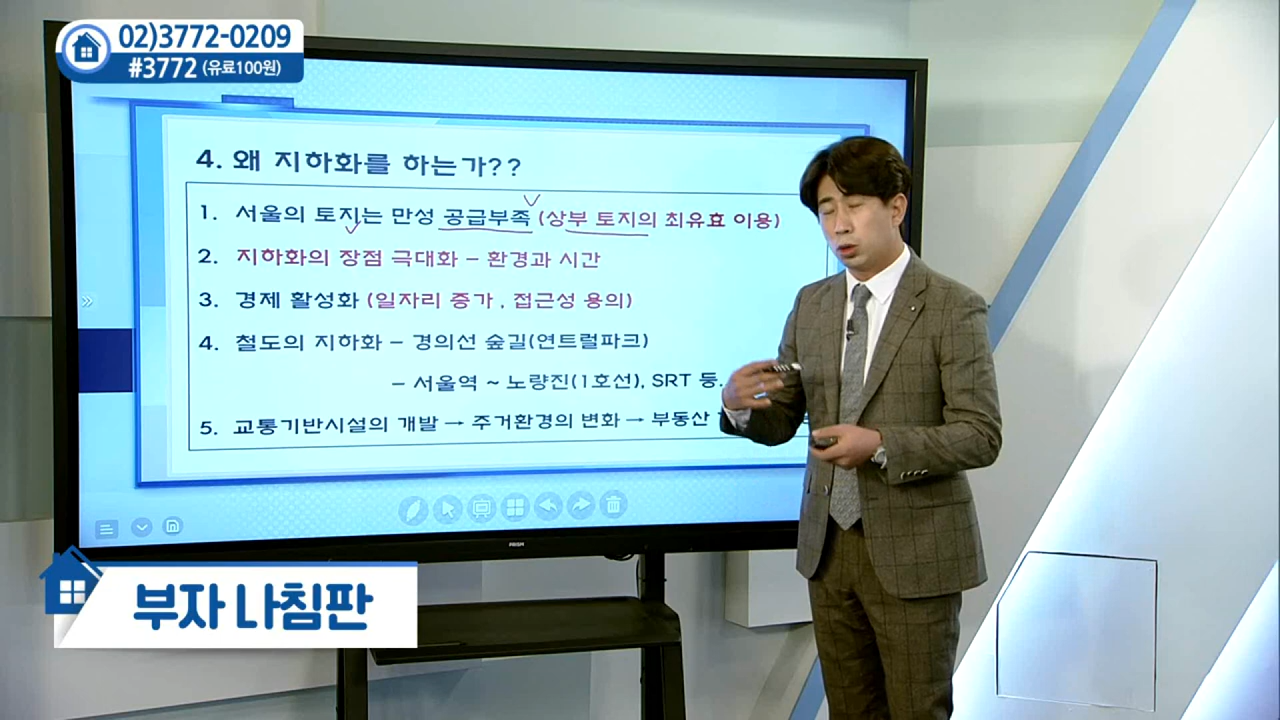 02)3772-0209
#3772 (유료100원)
4. 왜 지하화를 하는가??
1. 서울의 토지는 만성 공급부족 (상부 토지의 최유효 이용)
2. 지하화의 장점 극대화 – 환경과 시간
3. 경제 활성화 (일자리 증가 , 접근성 용의)
4. 철도의 지하화 – 경의선 숲길(연트럴파크)
– 서울역 ~ 노량진(1호선), SRT 등.
5. 교통기반시설의 개발 → 주거환경의 변화 → 부동산
부자 나침판